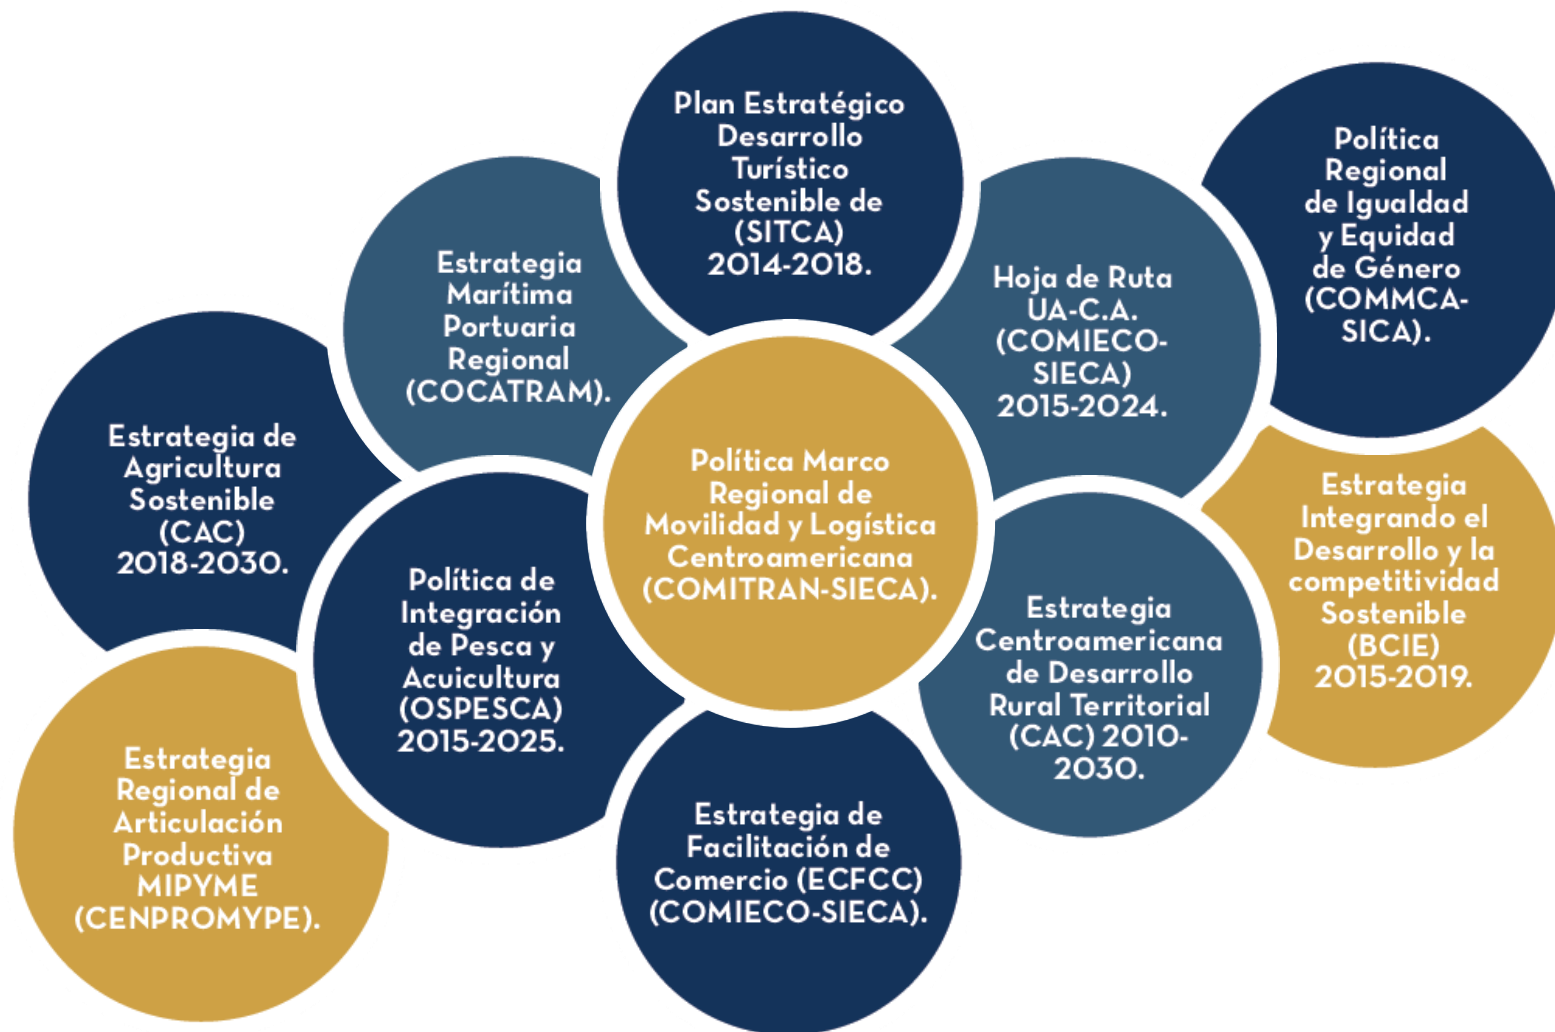 Plan Estratégico
Desarrollo
Turístico
Sostenible de
(SITCA)
2014-2018.
Política
Regional
de Igualdad
y Equidad
de Género
(COMMCA-
SICA).
Estrategia
Marítima
Portuaria
Regional
(COCATRAM).
Hoja de Ruta
UA-C.A.
(COMIECO-
SIECA)
2015-2024.
Estrategia de
Agricultura
Sostenible
(CAC)
2018-2030.
Política Marco
Regional de
Movilidad y Logística
Centroamericana
(COMITRAN-SIECA).
Estrategia
Integrando el
Desarrollo y la
competitividad
Sostenible
(BCIE)
2015-2019.
Política de
Integración
de Pesca y
Acuicultura
(OSPESCA)
2015-2025.
Estrategia
Centroamericana
de Desarrollo
Rural Territorial
(CAC) 2010-
2030.
Estrategia
Regional de
Articulación
Productiva
MIPYME
(CENPROMYPE).
Estrategia de
Facilitación de
Comercio (ECFCC)
(COMIECO-SIECA).